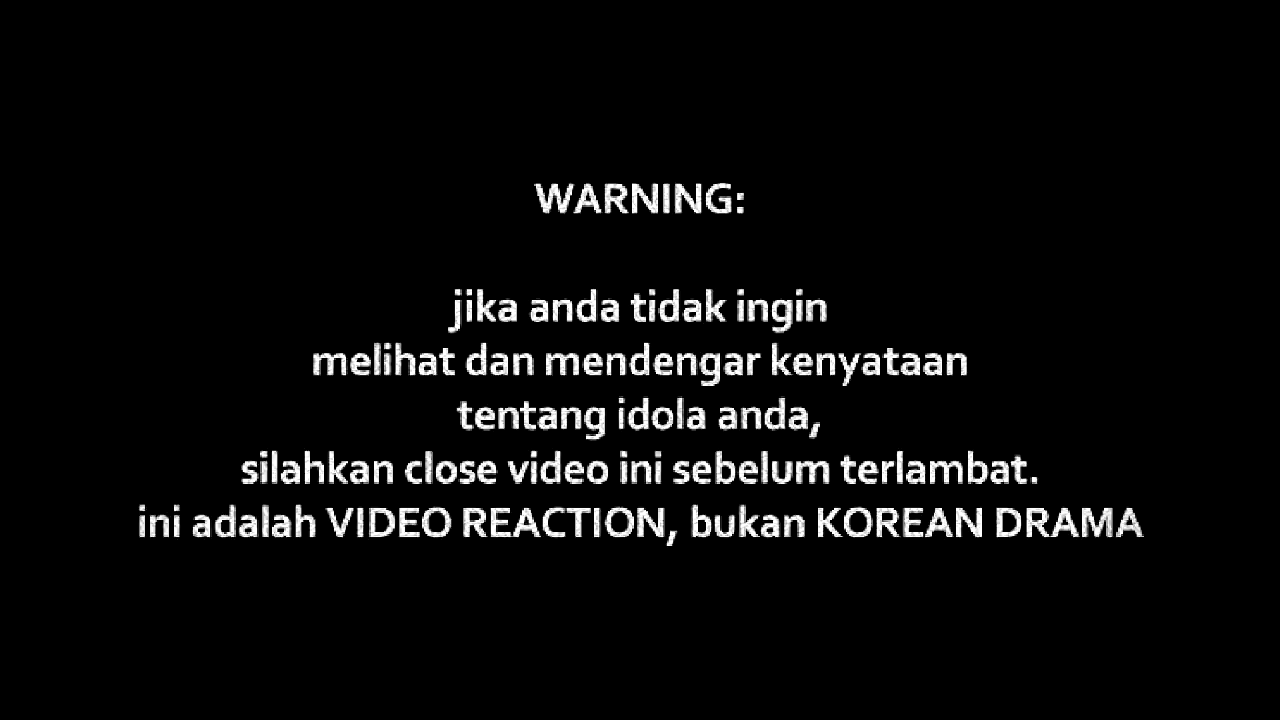 WARNING:
jika anda tidak ingin
melihat dan mendengar kenyataan
tentang idola anda,
silahkan close video ini sebelum terlambat.
ini adalah VIDEO REACTION, bukan KOREAN DRAMA